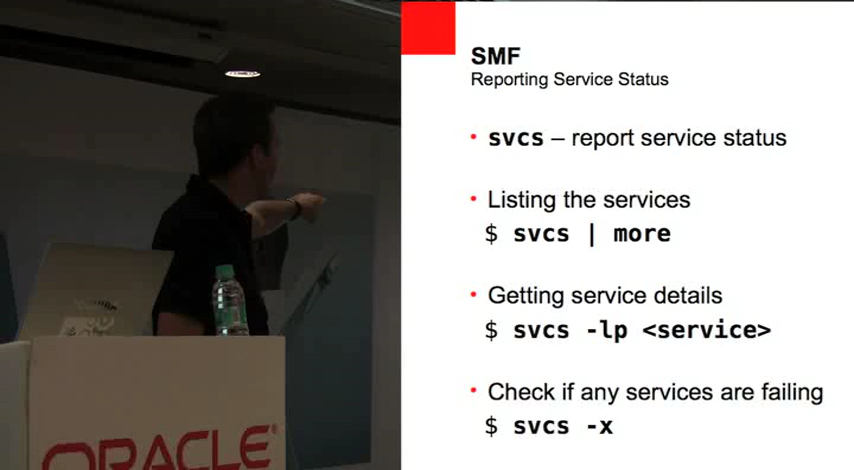 SMF
Reporting Service Status
• svcs – report service status
• Listing the services
$ svcs | more
• Getting service details
$ svcs -lp <service>
• Check if any services are failing
$ svcs -x
ORACLE®